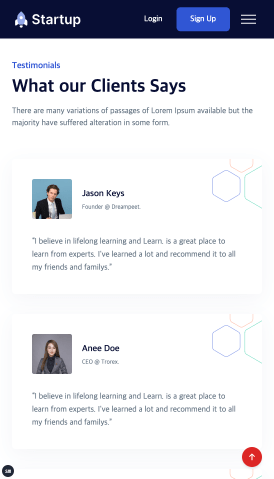 Startup
Login
Sign Up
Testimonials
What our Clients Says
There are many variations of passages of Lorem Ipsum available but the
majority have suffered alteration in some form.
Jason Keys
Founder @ Dreampeet.
"I believe in lifelong learning and Learn. is a great place to
learn from experts. I've learned a lot and recommend it to all
my friends and familys."
Anee Doe
CEO @ Trorex.
"I believe in lifelong learning and Learn. is a great place to
learn from experts. I've learned a lot and recommend it to all
my friends and familys."